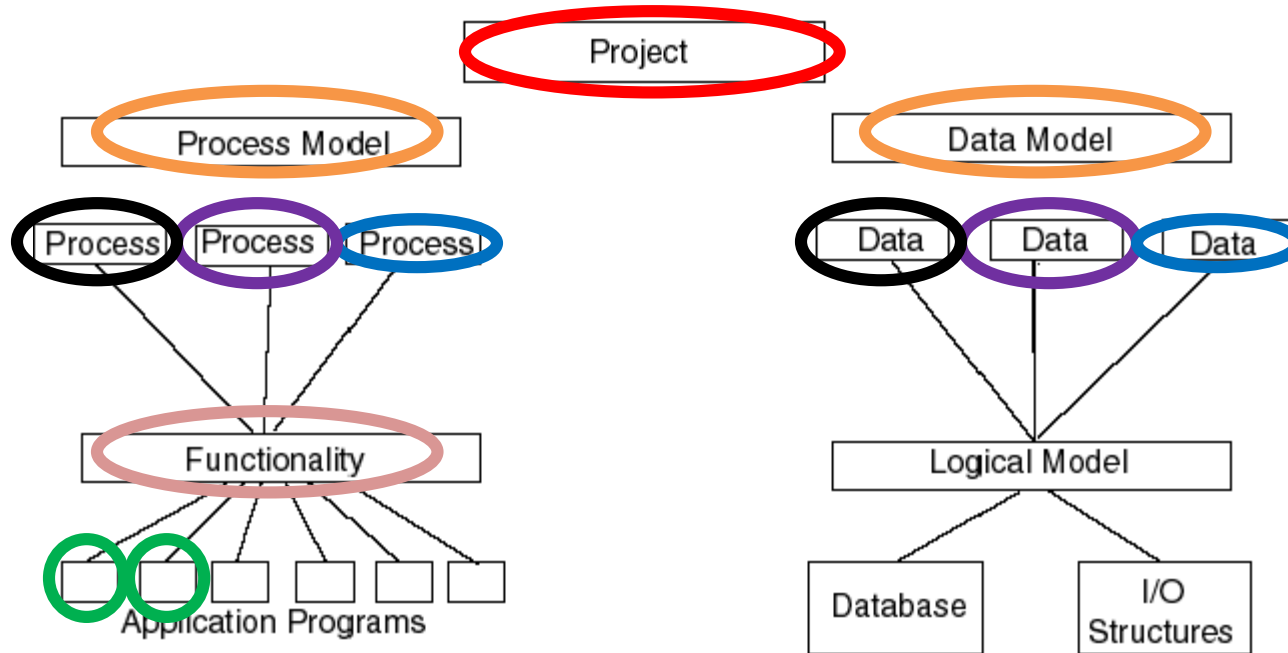 Project
Process Model
Data Model
Process
Process
Process
Data
Data
Data
Functionality
Logical Model
Application Programs
Database
I/O
Structures